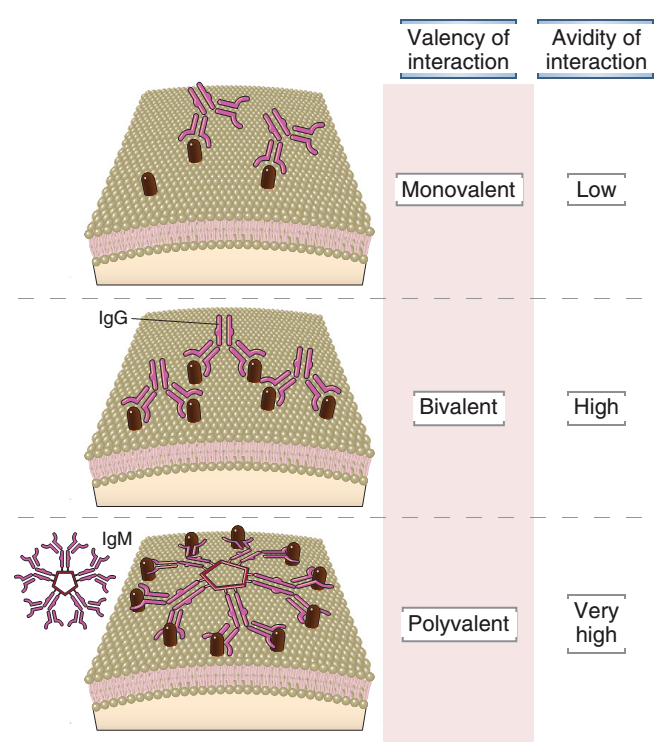 Valency of
interaction
Avidity of
interaction
Monovalent
Low
IgG
Bivalent
High
IgM
Polyvalent
Very
high